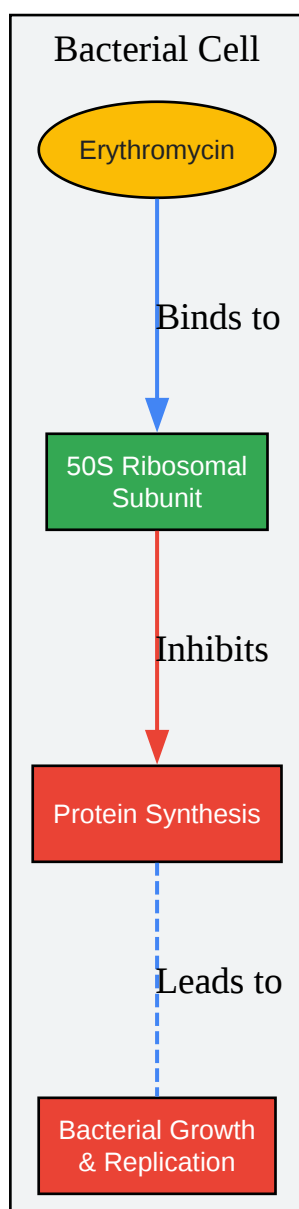 Bacterial Cell
Erythromycin
Binds to
50S Ribosomal
Subunit
Inhibits
Protein Synthesis
Leads to
Bacterial Growth
& Replication